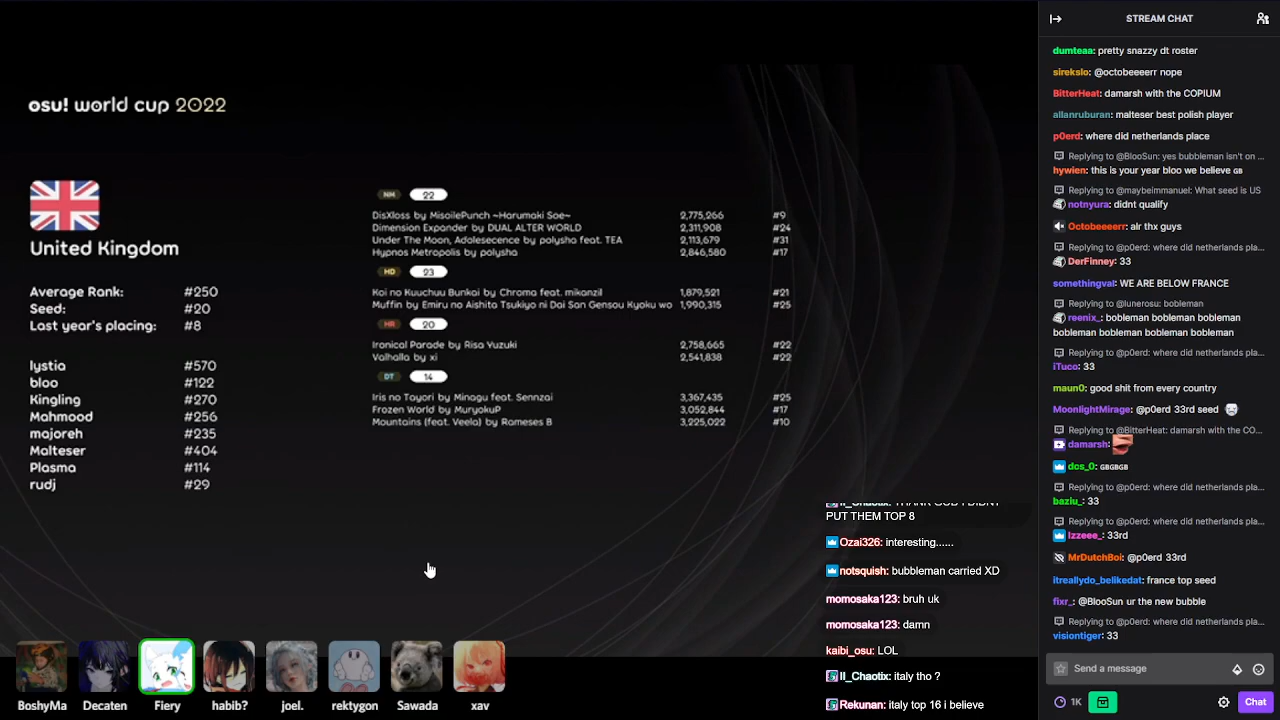 osu! world cup 2022
United Kingdom
Average Rank: #250
Seed: #20
Last year's placing: #8
lystia #570
bloo #122
Kingling #270
Mahmood #256
majoreh #235
Malteser #404
Plasma #114
rudj #29
NM 22
DisXloss by MisoilePunch ~Harumaki Soe~ 2,775,266 #9
Dimension Expander by DUAL ALTER WORLD 2,311,908 #24
Under The Moon, Adolesecence by polysha feat. TEA 2,113,679 #31
Hypnos Metropolis by polysha 2,846,580 #17
HD 23
Koi no Kuuchuu Bunkai by Chroma feat. mikanzil 1,879,521 #21
Muffin by Emiru no Aishita Tsukiyo ni Dai San Gensou Kyoku wo 1,990,315 #25
HR 20
Ironical Parade by Risa Yuzuki 2,758,665 #22
Valhalla by xi 2,541,838 #22
DT 14
Iris no Tayori by Minagu feat. Sennzai 3,367,435 #25
Frozen World by MuryokuP 3,052,844 #17
Mountains (feat. Veela) by Rameses B 3,225,022 #10
Il_Chaotix: THANK GOD I DIDNT
PUT THEM TOP 8
Ozai326: interesting......
notsquish: bubbleman carried XD
momosaka123: bruh uk
momosaka123: damn
kaibi_osu: LOL
Il_Chaotix: italy tho ?
Rekunan: italy top 16 i believe
BoshyMa
Decaten
Fiery
habib?
joel.
rektygon
Sawada
xav
STREAM CHAT
dumteaa: pretty snazzy dt roster
sirekslo: @octobeeeerr nope
BitterHeat: damarsh with the COPIUM
allanruburan: malteser best polish player
p0erd: where did netherlands place
Replying to @BlooSun: yes bubbleman isn't on ...
hywien: this is your year bloo we believe GB
Replying to @maybeimmanuel: What seed is US
notnyura: didnt qualify
Octobeeeerr: alr thx guys
Replying to @p0erd: where did netherlands pla...
DerFinney: 33
somethingval: WE ARE BELOW FRANCE
Replying to @lunerosu: bobleman
reenix_: bobleman bobleman bobleman
bobleman bobleman bobleman bobleman
Replying to @p0erd: where did netherlands pla...
iTuco: 33
maun0: good shit from every country
MoonlightMirage: @p0erd 33rd seed
Replying to @BitterHeat: damarsh with the CO...
damarsh:
dcs_0: GBGBGB
Replying to @p0erd: where did netherlands pla...
baziu_: 33
Replying to @p0erd: where did netherlands pla...
Izzeee_: 33rd
MrDutchBoi: @p0erd 33rd
itreallydo_belikedat: france top seed
fixr_: @BlooSun ur the new bubble
Replying to @p0erd: where did netherlands pla...
visiontiger: 33
Send a message
1K
Chat